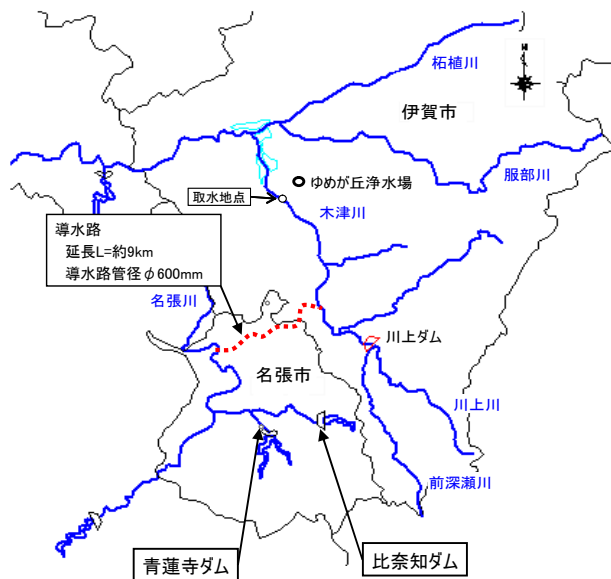 柘植川
伊賀市
N
服部川
ゆめが丘浄水場
取水地点
木津川
導水路
延長L=約9km
導水路管径φ600mm
名張川
川上ダム
名張市
川上川
前深瀬川
青蓮寺ダム
比奈知ダム